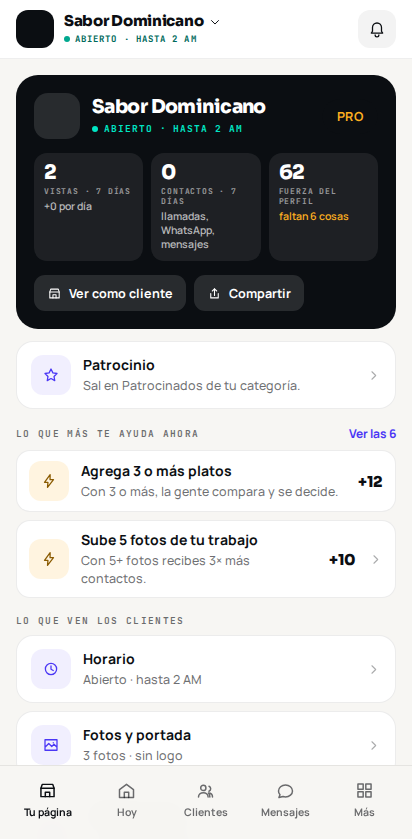 Sabor Dominicano
ABIERTO · HASTA 2 AM
Sabor Dominicano
ABIERTO · HASTA 2 AM
PRO
2
VISTAS · 7 DÍAS
+0 por día
0
CONTACTOS · 7
DÍAS
llamadas,
WhatsApp,
mensajes
62
FUERZA DEL
PERFIL
faltan 6 cosas
Ver como cliente
Compartir
Patrocinio
Sal en Patrocinados de tu categoría.
LO QUE MÁS TE AYUDA AHORA
Ver las 6
Agrega 3 o más platos
Con 3 o más, la gente compara y se decide.
+12
Sube 5 fotos de tu trabajo
Con 5+ fotos recibes 3× más
contactos.
+10
LO QUE VEN LOS CLIENTES
Horario
Abierto · hasta 2 AM
Fotos y portada
3 fotos · sin logo
Tu página
Hoy
Clientes
Mensajes
Más